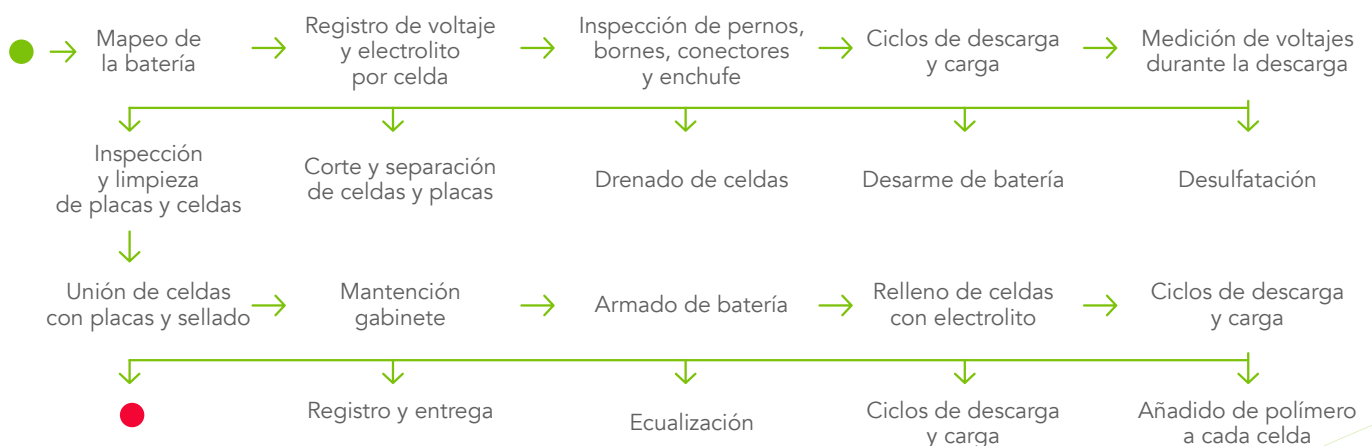 Mapeo de
la batería
Registro de voltaje
y electrolito
por celda
Inspección de pernos,
bornes, conectores
y enchufe
Ciclos de descarga
y carga
Medición de voltajes
durante la descarga
Inspección
y limpieza
de placas y celdas
Corte y separación
de celdas y placas
Drenado de celdas
Desarme de batería
Desulfatación
Unión de celdas
con placas y sellado
Mantención
gabinete
Armado de batería
Relleno de celdas
con electrolito
Ciclos de descarga
y carga
Registro y entrega
Ecualización
Ciclos de descarga
y carga
Añadido de polímero
a cada celda